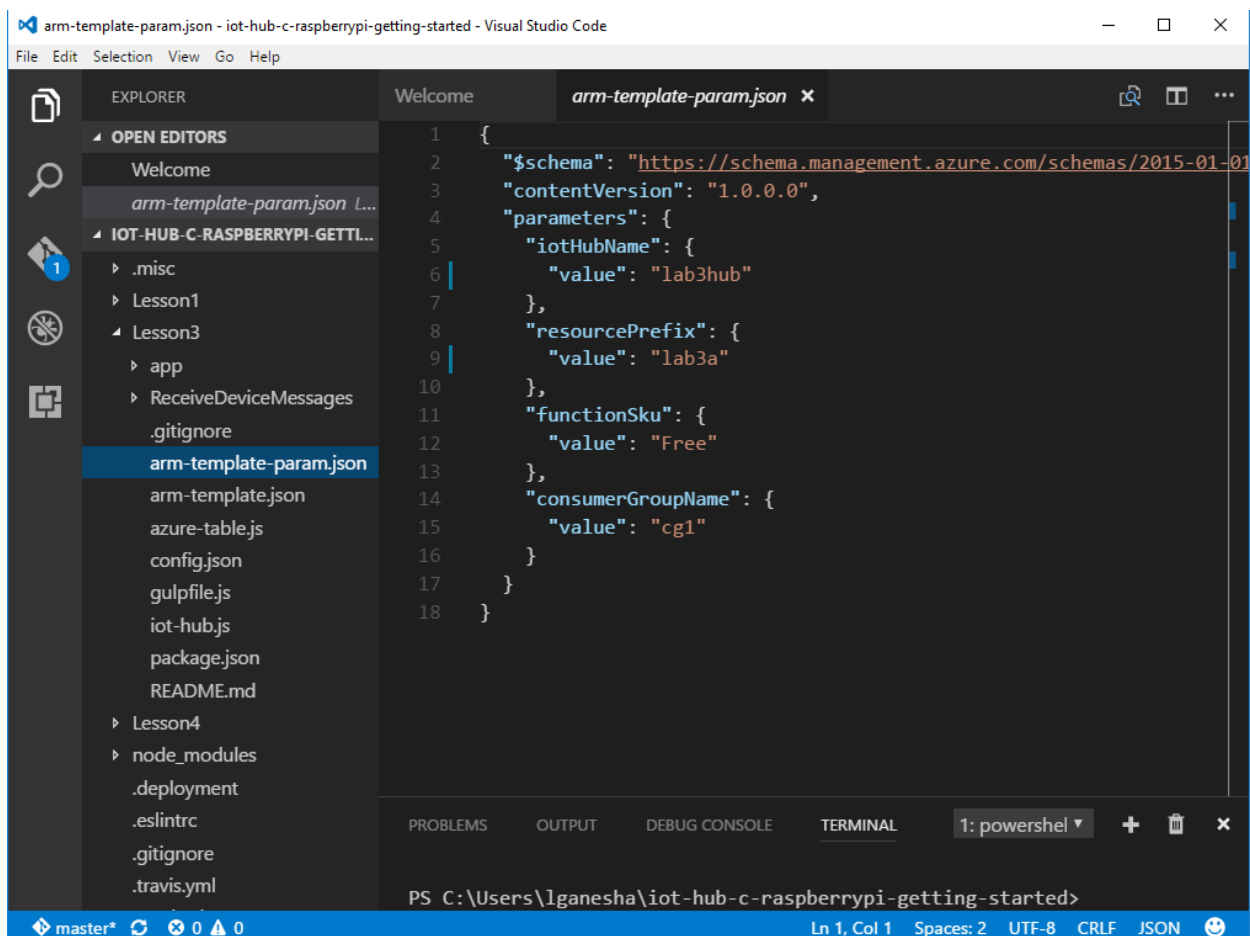 arm-template-param.json - iot-hub-c-raspberrypi-getting-started - Visual Studio Code
File Edit Selection View Go Help
EXPLORER
OPEN EDITORS
Welcome
arm-template-param.json L...
IOT-HUB-C-RASPBERRYPI-GETTI...
.misc
Lesson1
Lesson3
app
ReceiveDeviceMessages
.gitignore
arm-template-param.json
arm-template.json
azure-table.js
config.json
gulpfile.js
iot-hub.js
package.json
README.md
Lesson4
node_modules
.deployment
.eslintrc
.gitignore
.travis.yml
1
Welcome arm-template-param.json
1 {
2 "$schema": "https://schema.management.azure.com/schemas/2015-01-01
3 "contentVersion": "1.0.0.0",
4 "parameters": {
5 "iotHubName": {
6 "value": "lab3hub"
7 },
8 "resourcePrefix": {
9 "value": "lab3a"
10 },
11 "functionSku": {
12 "value": "Free"
13 },
14 "consumerGroupName": {
15 "value": "cg1"
16 }
17 }
18 }
PROBLEMS OUTPUT DEBUG CONSOLE TERMINAL 1: powershel
PS C:\Users\lganesha\iot-hub-c-raspberrypi-getting-started>
master* 0 0 Ln 1, Col 1 Spaces: 2 UTF-8 CRLF JSON